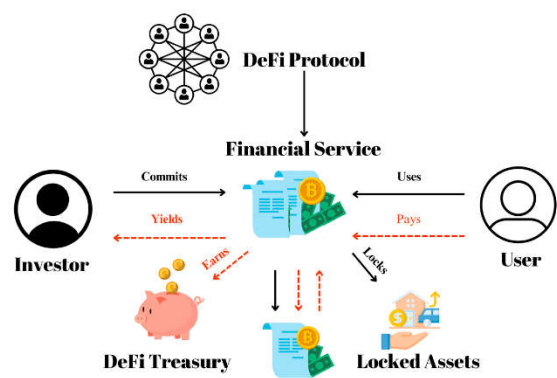 DeFi Protocol
Financial Service
Commits
Uses
Yields
Pays
Investor
Earns
Locks
User
DeFi Treasury
Locked Assets